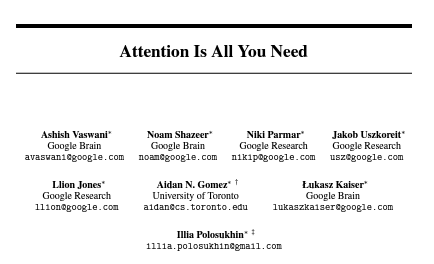 Attention Is All You Need
Ashish Vaswani* Noam Shazeer* Niki Parmar* Jakob Uszkoreit*
Google Brain Google Brain Google Research Google Research
avaswani@google.com noam@google.com nikip@google.com usz@google.com
Llion Jones* Aidan N. Gomez* † Łukasz Kaiser*
Google Research University of Toronto Google Brain
llion@google.com aidan@cs.toronto.edu lukaszkaiser@google.com
Illia Polosukhin* ‡
illia.polosukhin@gmail.com